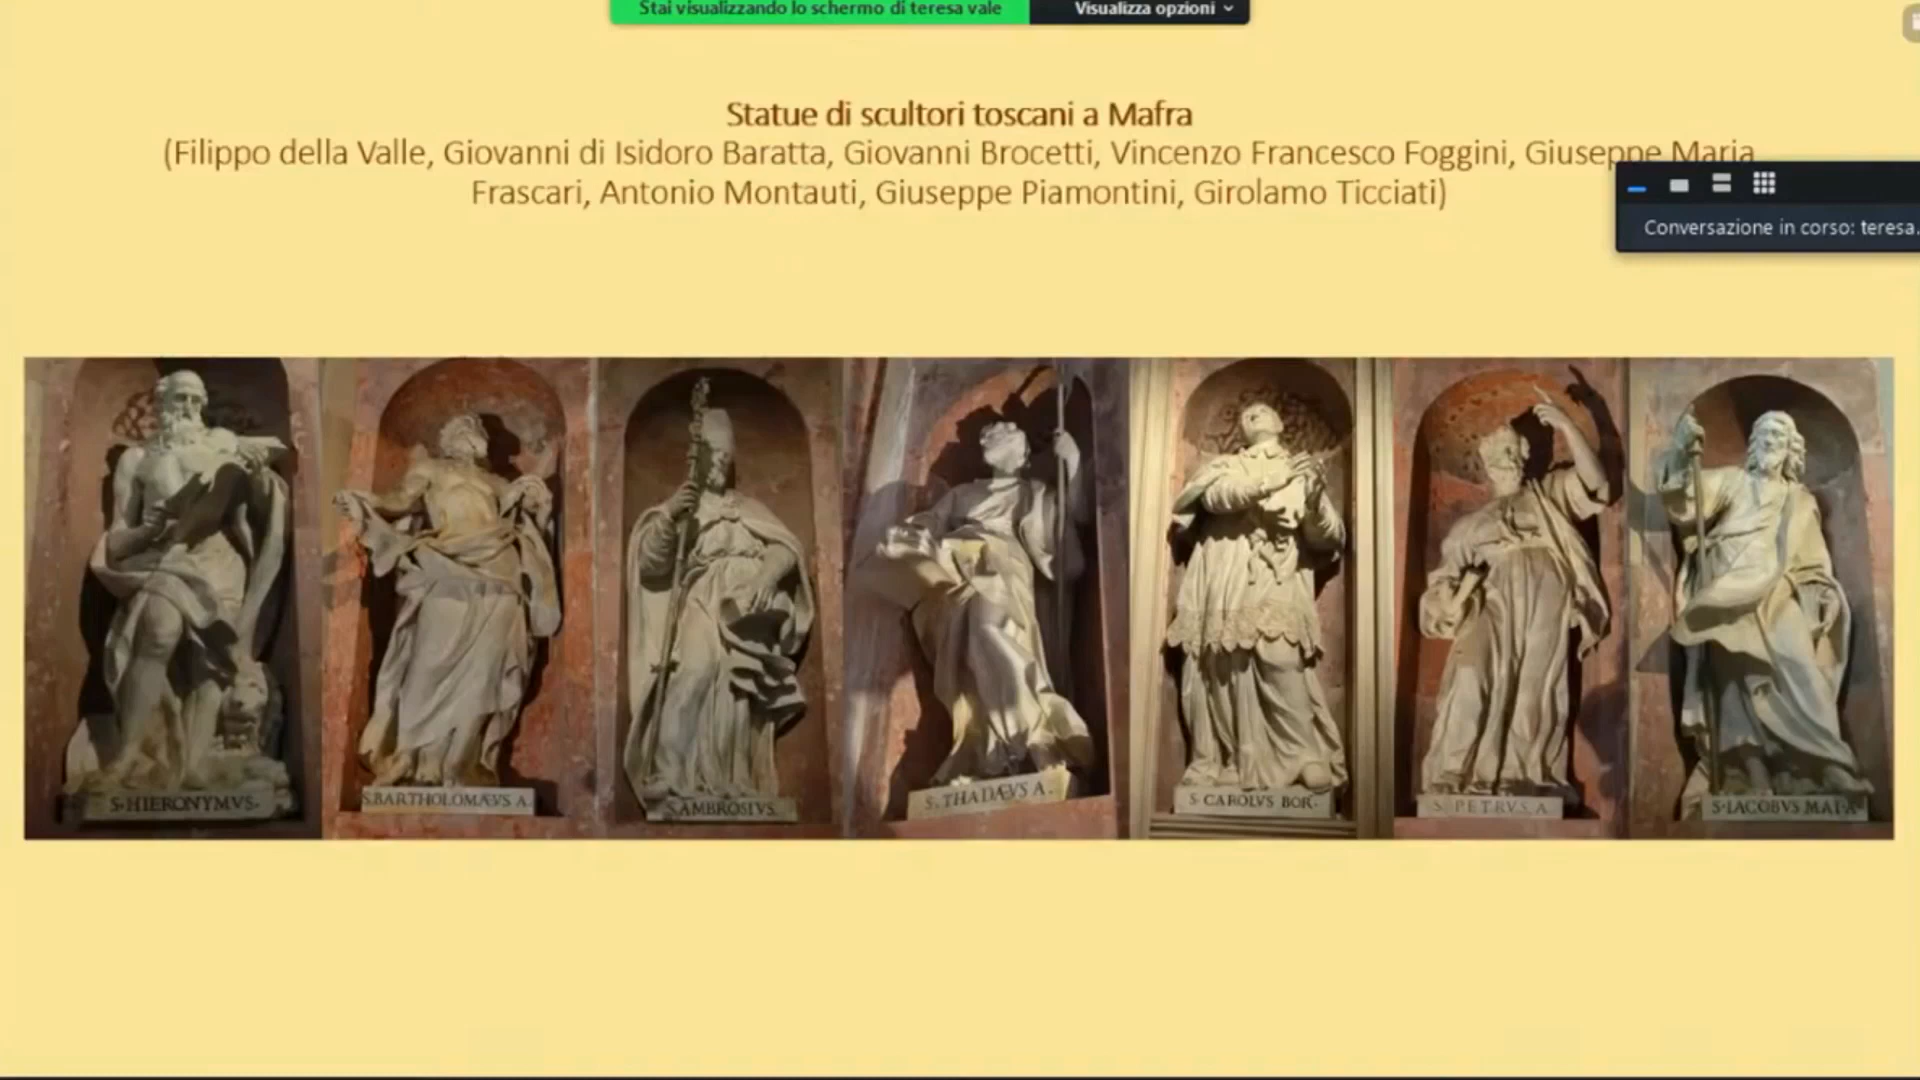 Stai visualizzando lo schermo di teresa vale
Visualizza opzioni
Statue di scultori toscani a Mafra
(Filippo della Valle, Giovanni di Isidoro Baratta, Giovanni Brocetti, Vincenzo Francesco Foggini, Giuseppe Maria
Frascari, Antonio Montauti, Giuseppe Piamontini, Girolamo Ticciati)
Conversazione in corso: teresa.
S·HIERONYMVS·
S.BARTHOLOMÆVS A.
S.AMBROSIVS.
S. THADÆVS A.
S· CAROLVS BOR·
S. PETRVS. A
S·IACOBVS MAI·A